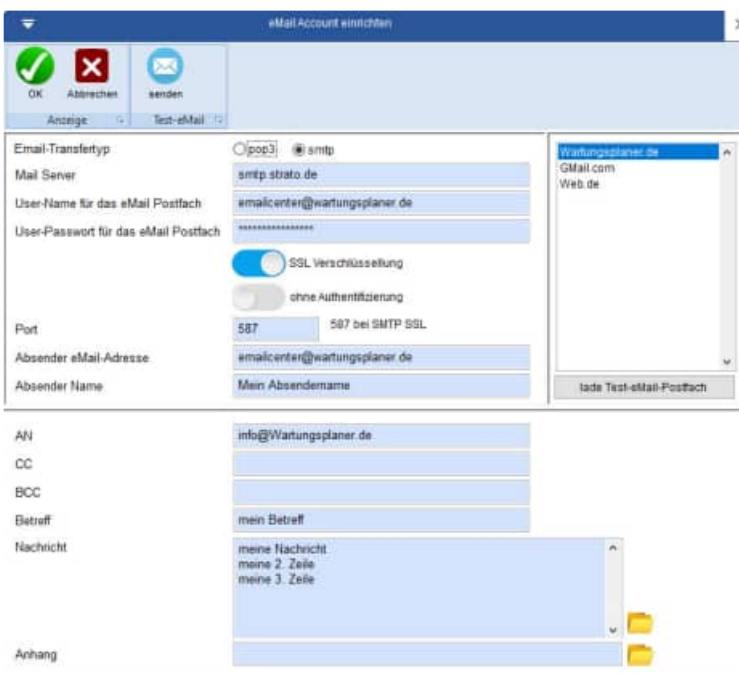 eMail Account einrichten
OK Abbrechen senden
Anzeige Test-eMail
Email-Transfertyp pop3 smtp
Mail Server smtp.strato.de
User-Name für das eMail Postfach emailcenter@wartungsplaner.de
User-Passwort für das eMail Postfach ****************
SSL Verschlüsselung
ohne Authentifizierung
Port 587 587 bei SMTP SSL
Absender eMail-Adresse emailcenter@wartungsplaner.de
Absender Name Mein Absendername
Wartungsplaner.de
GMail.com
Web.de
lade Test-eMail-Postfach
AN info@Wartungsplaner.de
CC
BCC
Betreff mein Betreff
Nachricht meine Nachricht
meine 2. Zeile
meine 3. Zeile
Anhang